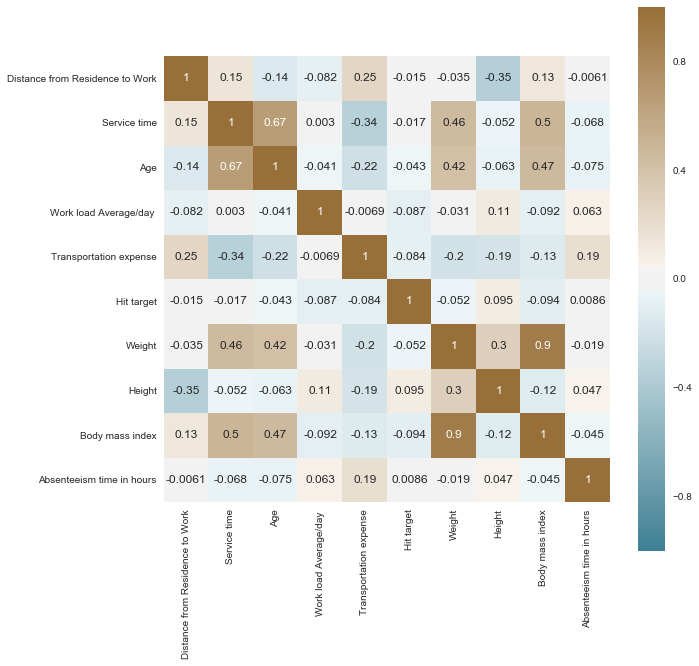 Distance from Residence to Work 1 0.15 -0.14 -0.082 0.25 -0.015 -0.035 -0.35 0.13 -0.0061
Service time 0.15 1 0.67 0.003 -0.34 -0.017 0.46 -0.052 0.5 -0.068
Age -0.14 0.67 1 -0.041 -0.22 -0.043 0.42 -0.063 0.47 -0.075
Work load Average/day -0.082 0.003 -0.041 1 -0.0069 -0.087 -0.031 0.11 -0.092 0.063
Transportation expense 0.25 -0.34 -0.22 -0.0069 1 -0.084 -0.2 -0.19 -0.13 0.19
Hit target -0.015 -0.017 -0.043 -0.087 -0.084 1 -0.052 0.095 -0.094 0.0086
Weight -0.035 0.46 0.42 -0.031 -0.2 -0.052 1 0.3 0.9 -0.019
Height -0.35 -0.052 -0.063 0.11 -0.19 0.095 0.3 1 -0.12 0.047
Body mass index 0.13 0.5 0.47 -0.092 -0.13 -0.094 0.9 -0.12 1 -0.045
Absenteeism time in hours -0.0061 -0.068 -0.075 0.063 0.19 0.0086 -0.019 0.047 -0.045 1
Distance from Residence to Work
Service time
Age
Work load Average/day
Transportation expense
Hit target
Weight
Height
Body mass index
Absenteeism time in hours
0.8
0.4
0.0
−0.4
−0.8